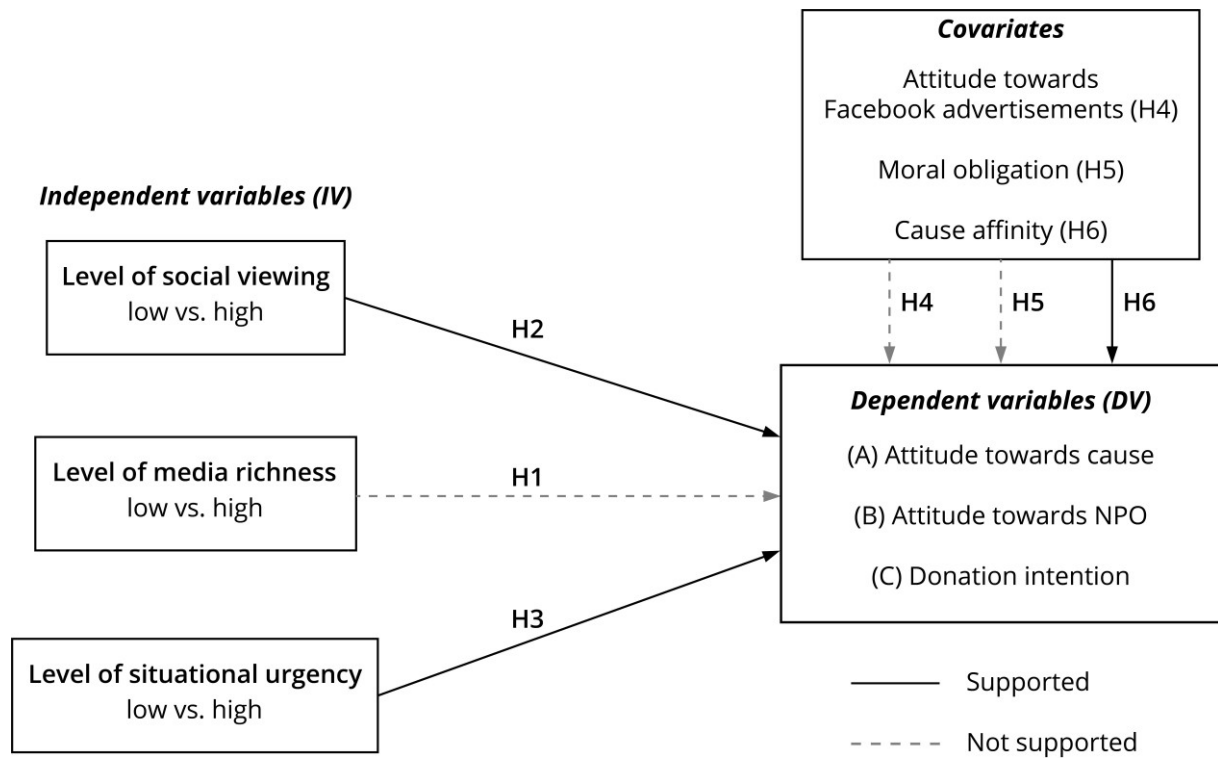 Covariates
Attitude towards
Facebook advertisements (H4)
Moral obligation (H5)
Cause affinity (H6)
Independent variables (IV)
Level of social viewing
low vs. high
H2
H4
H5
H6
Level of media richness
low vs. high
H1
Dependent variables (DV)
(A) Attitude towards cause
(B) Attitude towards NPO
(C) Donation intention
Level of situational urgency
low vs. high
H3
Supported
Not supported